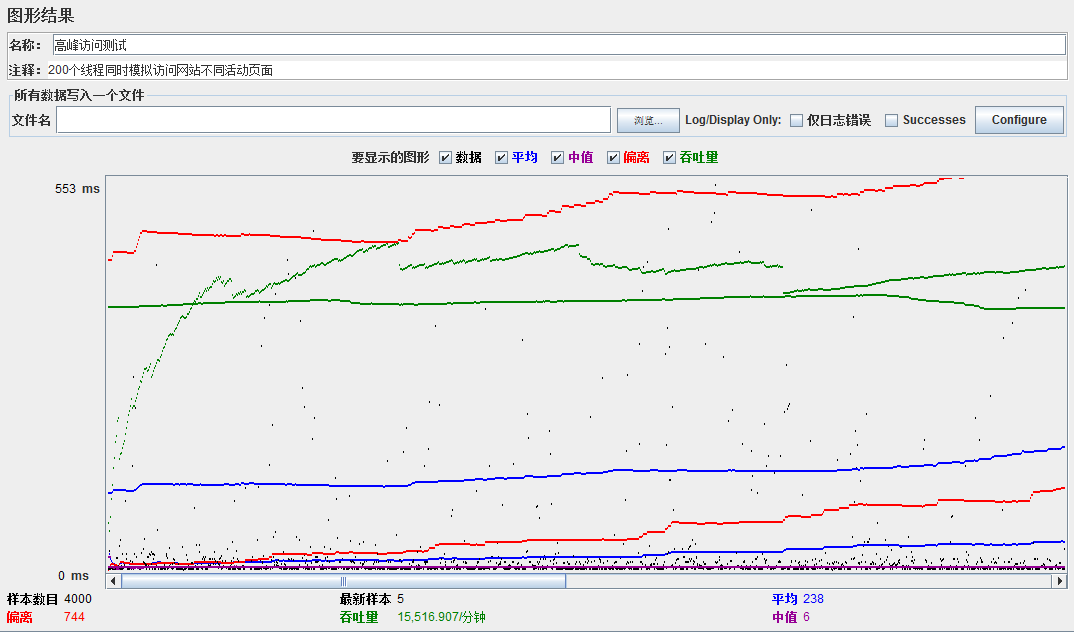 图形结果
名称： 高峰访问测试
注释： 200个线程同时模拟访问网站不同活动页面
所有数据写入一个文件
文件名 浏览... Log/Display Only: 仅日志错误 Successes Configure
要显示的图形 数据 平均 中值 偏离 吞吐量
553 ms
0 ms
样本数目 4000 最新样本 5 平均 238
偏离 744 吞吐量 15,516.907/分钟 中值 6